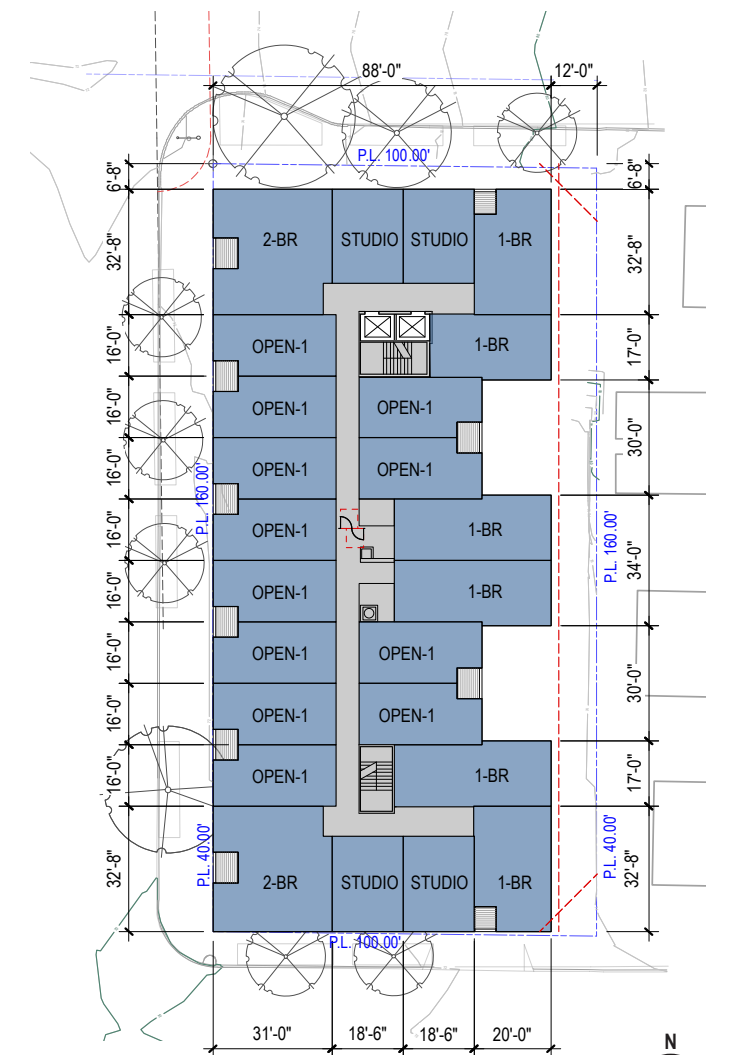 88'-0" 12'-0"
P.L. 100.00'
6'-8" 6'-8"
32'-8" 2-BR STUDIO STUDIO 1-BR 32'-8"
16'-0" OPEN-1 1-BR 17'-0"
16'-0" OPEN-1 OPEN-1 30'-0"
16'-0" OPEN-1 OPEN-1
P.L. 160.00'
16'-0" OPEN-1 1-BR 34'-0"
P.L. 160.00'
16'-0" OPEN-1 1-BR
16'-0" OPEN-1 OPEN-1 30'-0"
16'-0" OPEN-1 OPEN-1
16'-0" OPEN-1 1-BR 17'-0"
P.L. 40.00' P.L. 40.00'
32'-8" 2-BR STUDIO STUDIO 1-BR 32'-8"
P.L. 100.00'
31'-0" 18'-6" 18'-6" 20'-0"
N